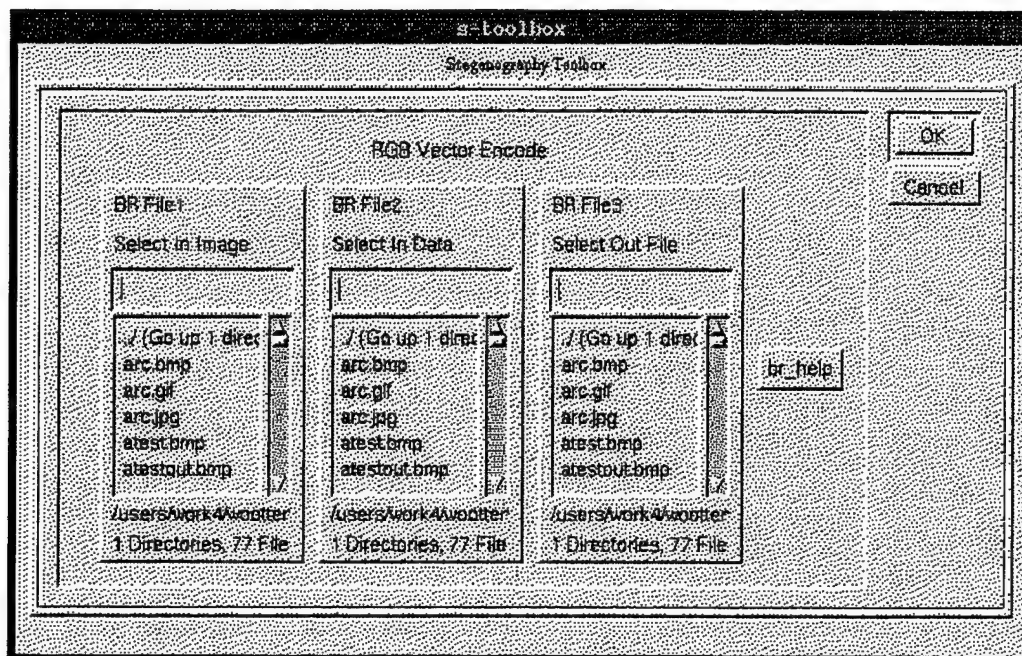 s-toolbox
Steganography Toolbox
RGB Vector Encode
OK
Cancel
BR File1
Select In Image
../ (Go up 1 direc
arc.bmp
arc.gif
arc.jpg
atest.bmp
atestout.bmp
/users/work4/wootter
1 Directories, 77 File
BR File2
Select In Data
../ (Go up 1 direc
arc.bmp
arc.gif
arc.jpg
atest.bmp
atestout.bmp
/users/work4/wootter
1 Directories, 77 File
BR File3
Select Out File
../ (Go up 1 direc
arc.bmp
arc.gif
arc.jpg
atest.bmp
atestout.bmp
/users/work4/wootter
1 Directories, 77 File
br_help